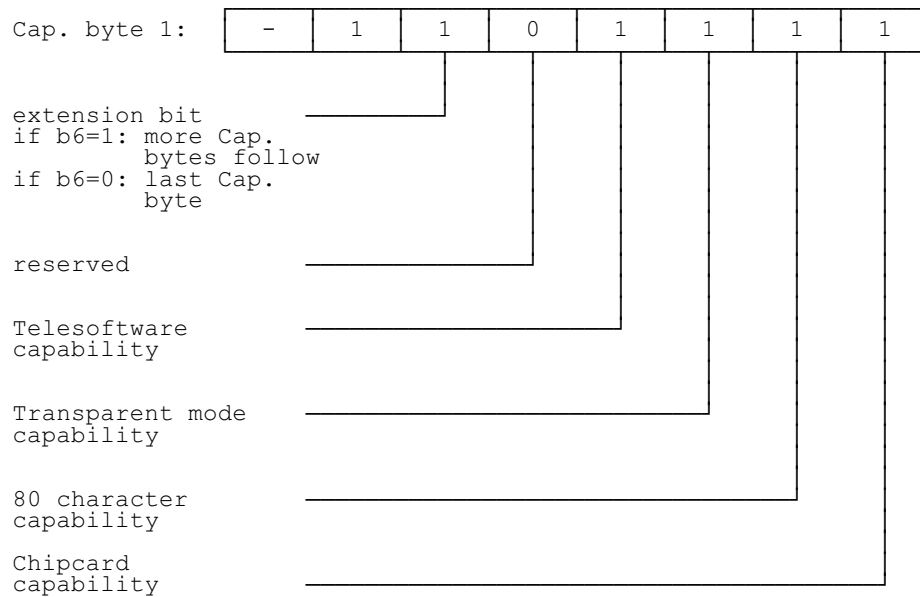 Cap. byte 1: - 1 1 0 1 1 1 1
extension bit
if b6=1: more Cap.
bytes follow
if b6=0: last Cap.
byte
reserved
Telesoftware
capability
Transparent mode
capability
80 character
capability
Chipcard
capability